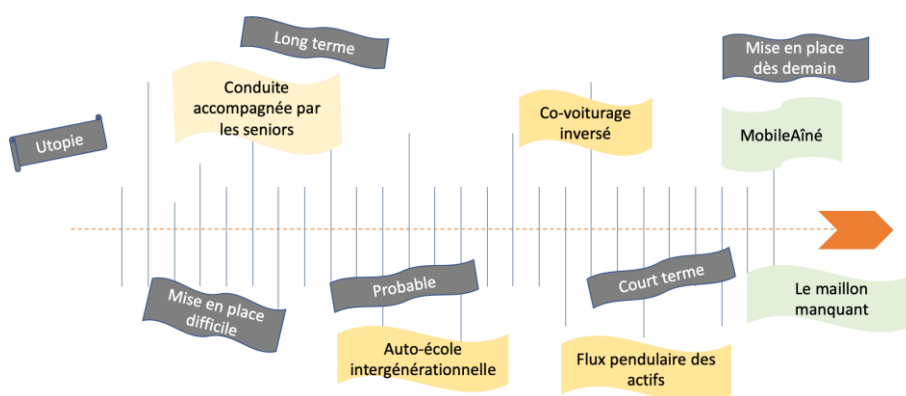 Long terme
Mise en place
dès demain
Conduite
accompagnée par
les seniors
Co-voiturage
inversé
MobileAîné
Utopie
Mise en place
difficile
Probable
Court terme
Le maillon
manquant
Auto-école
intergénérationnelle
Flux pendulaire des
actifs